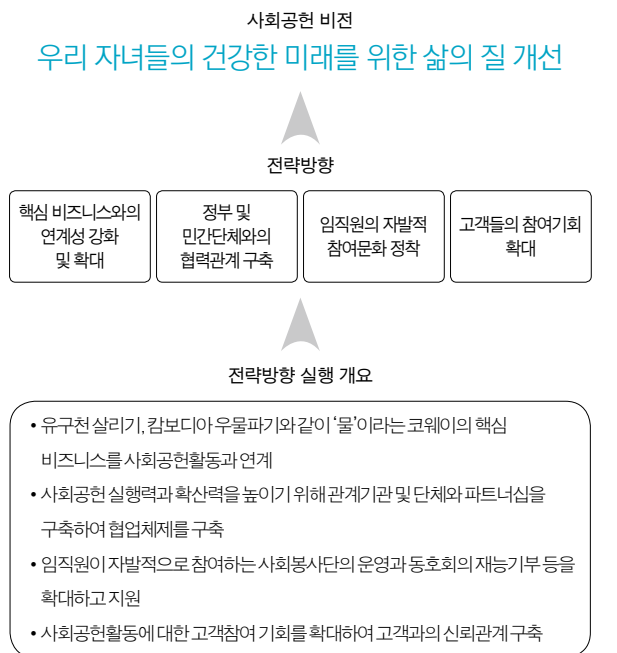 사회공헌 비전
우리 자녀들의 건강한 미래를 위한 삶의 질 개선
전략방향
핵심 비즈니스와의
연계성 강화
및 확대
정부 및
민간단체와의
협력관계 구축
임직원의 자발적
참여문화 정착
고객들의 참여기회
확대
전략방향 실행 개요
• 유구천 살리기, 캄보디아 우물파기와 같이 ‘물’이라는 코웨이의 핵심
비즈니스를 사회공헌활동과 연계
• 사회공헌 실행력과 확산력을 높이기 위해 관계기관 및 단체와 파트너십을
구축하여 협업체제를 구축
• 임직원이 자발적으로 참여하는 사회봉사단의 운영과 동호회의 재능기부 등을
확대하고 지원
• 사회공헌활동에 대한 고객참여 기회를 확대하여 고객과의 신뢰관계 구축